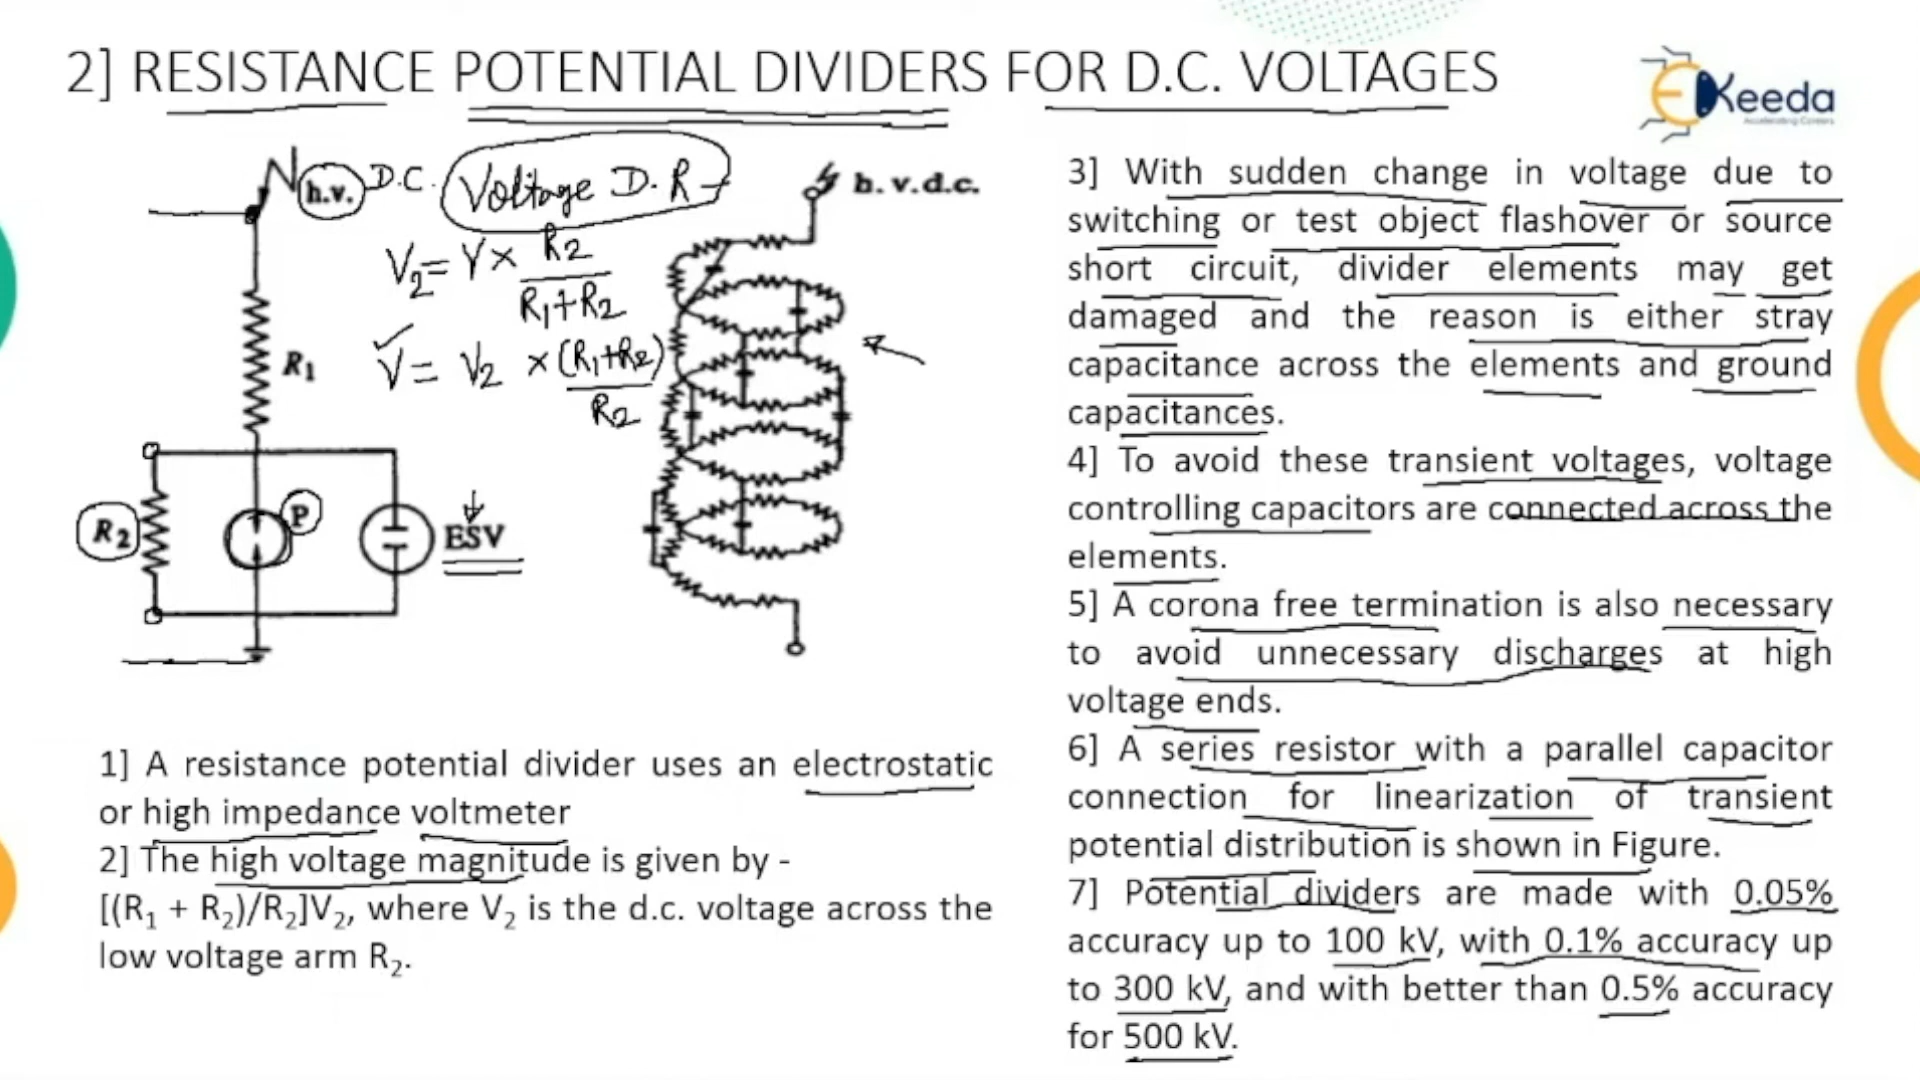 2] RESISTANCE POTENTIAL DIVIDERS FOR D.C. VOLTAGES
Keeda
Accelerating Careers
h.v. D.C.
Voltage D.R
V₂ = V × R₂
R₁+R₂
V = V₂ × (R₁+R₂)
R₂
R₁
R₂
P
ESV
h.v.d.c.
1] A resistance potential divider uses an electrostatic
or high impedance voltmeter
2] The high voltage magnitude is given by -
[(R₁ + R₂)/R₂]V₂, where V₂ is the d.c. voltage across the
low voltage arm R₂.
3] With sudden change in voltage due to
switching or test object flashover or source
short circuit, divider elements may get
damaged and the reason is either stray
capacitance across the elements and ground
capacitances.
4] To avoid these transient voltages, voltage
controlling capacitors are connected across the
elements.
5] A corona free termination is also necessary
to avoid unnecessary discharges at high
voltage ends.
6] A series resistor with a parallel capacitor
connection for linearization of transient
potential distribution is shown in Figure.
7] Potential dividers are made with 0.05%
accuracy up to 100 kV, with 0.1% accuracy up
to 300 kV, and with better than 0.5% accuracy
for 500 kV.